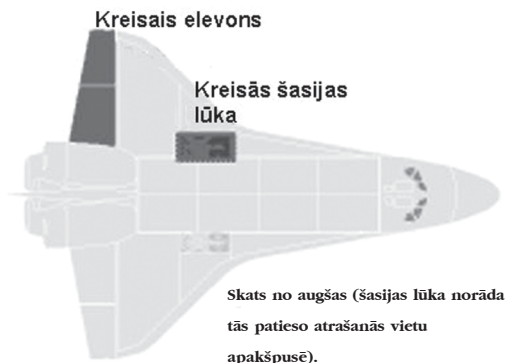 Kreisais elevons
Kreisās šasijas
lūka
Skats no augšas (šasijas lūka norāda
tās patieso atrašanās vietu
apakšpusē).